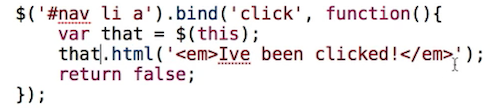 $('#nav li a').bind('click', function(){
    var that = $(this);
    that.html('<em>Ive been clicked!</em>');
    return false;
});